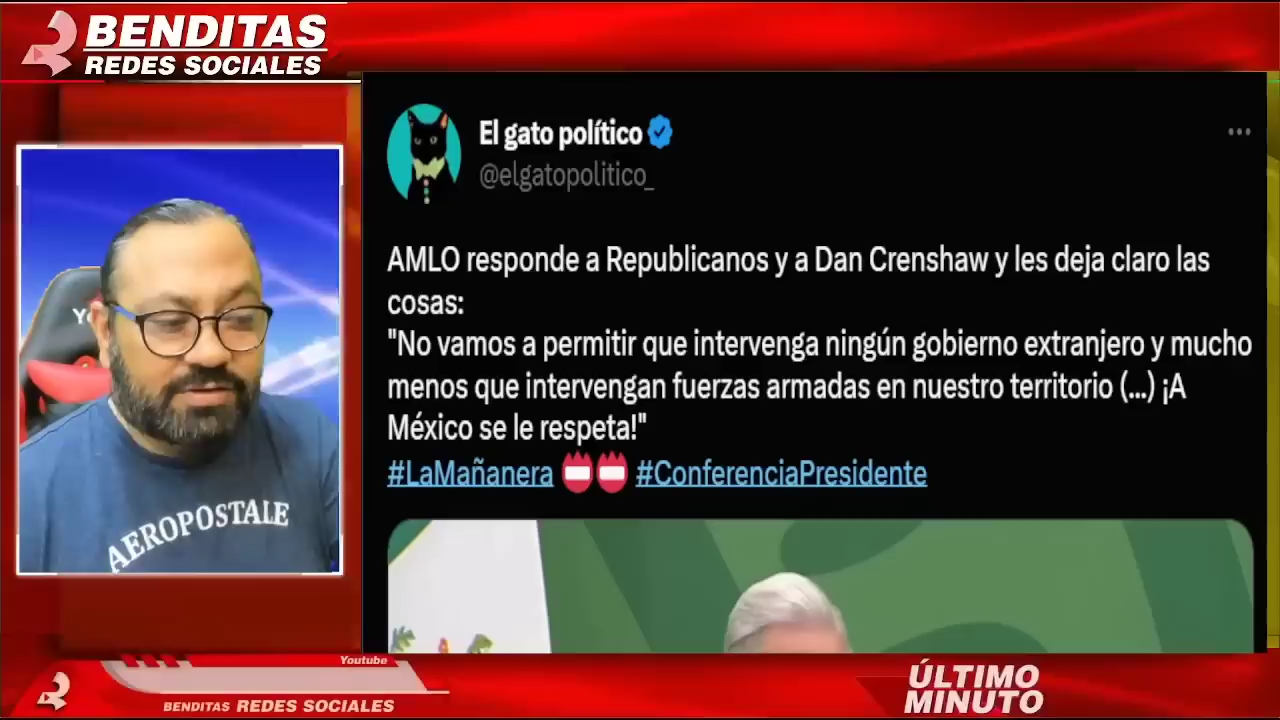 BENDITAS
REDES SOCIALES
El gato político
@elgatopolitico_
AMLO responde a Republicanos y a Dan Crenshaw y les deja claro las
cosas:
"No vamos a permitir que intervenga ningún gobierno extranjero y mucho
menos que intervengan fuerzas armadas en nuestro territorio (...) ¡A
México se le respeta!"
#LaMañanera #ConferenciaPresidente
AEROPOSTALE
Youtube
BENDITAS REDES SOCIALES
ÚLTIMO
MINUTO